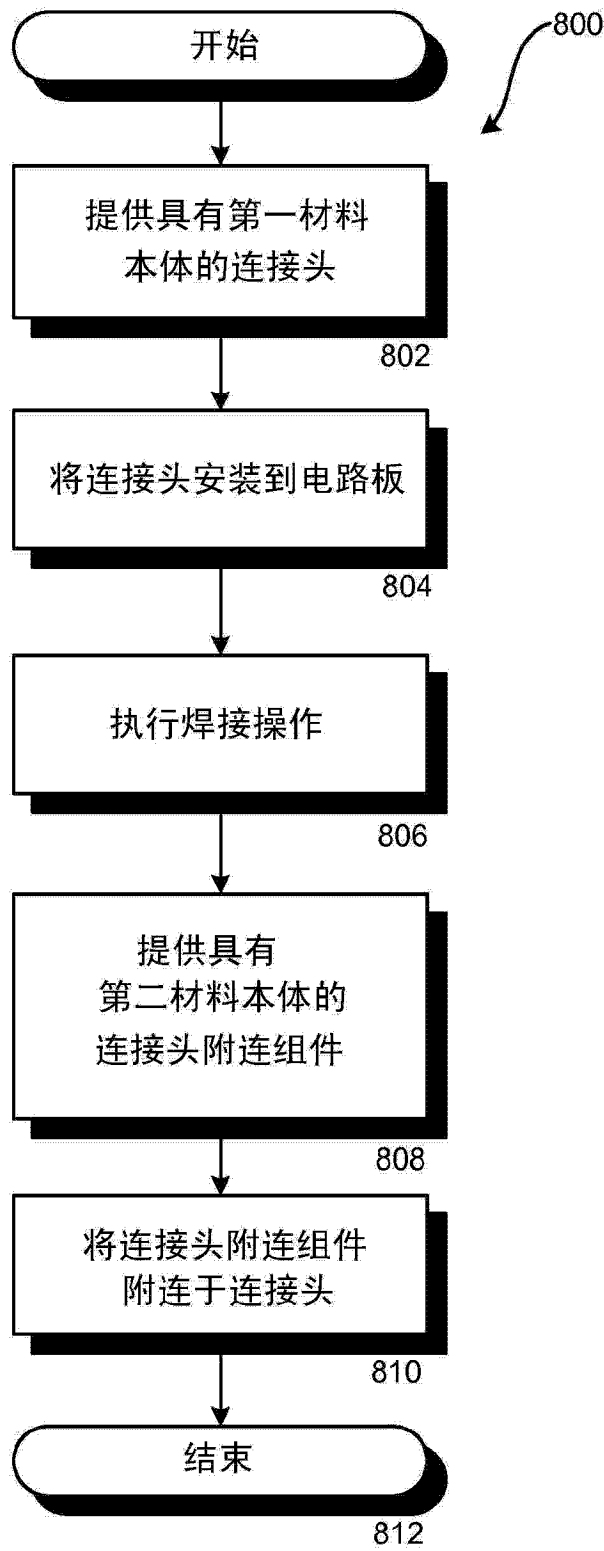 开始
800
提供具有第一材料
本体的连接头
802
将连接头安装到电路板
804
执行焊接操作
806
提供具有
第二材料本体的
连接头附连组件
808
将连接头附连组件
附连于连接头
810
结束
812